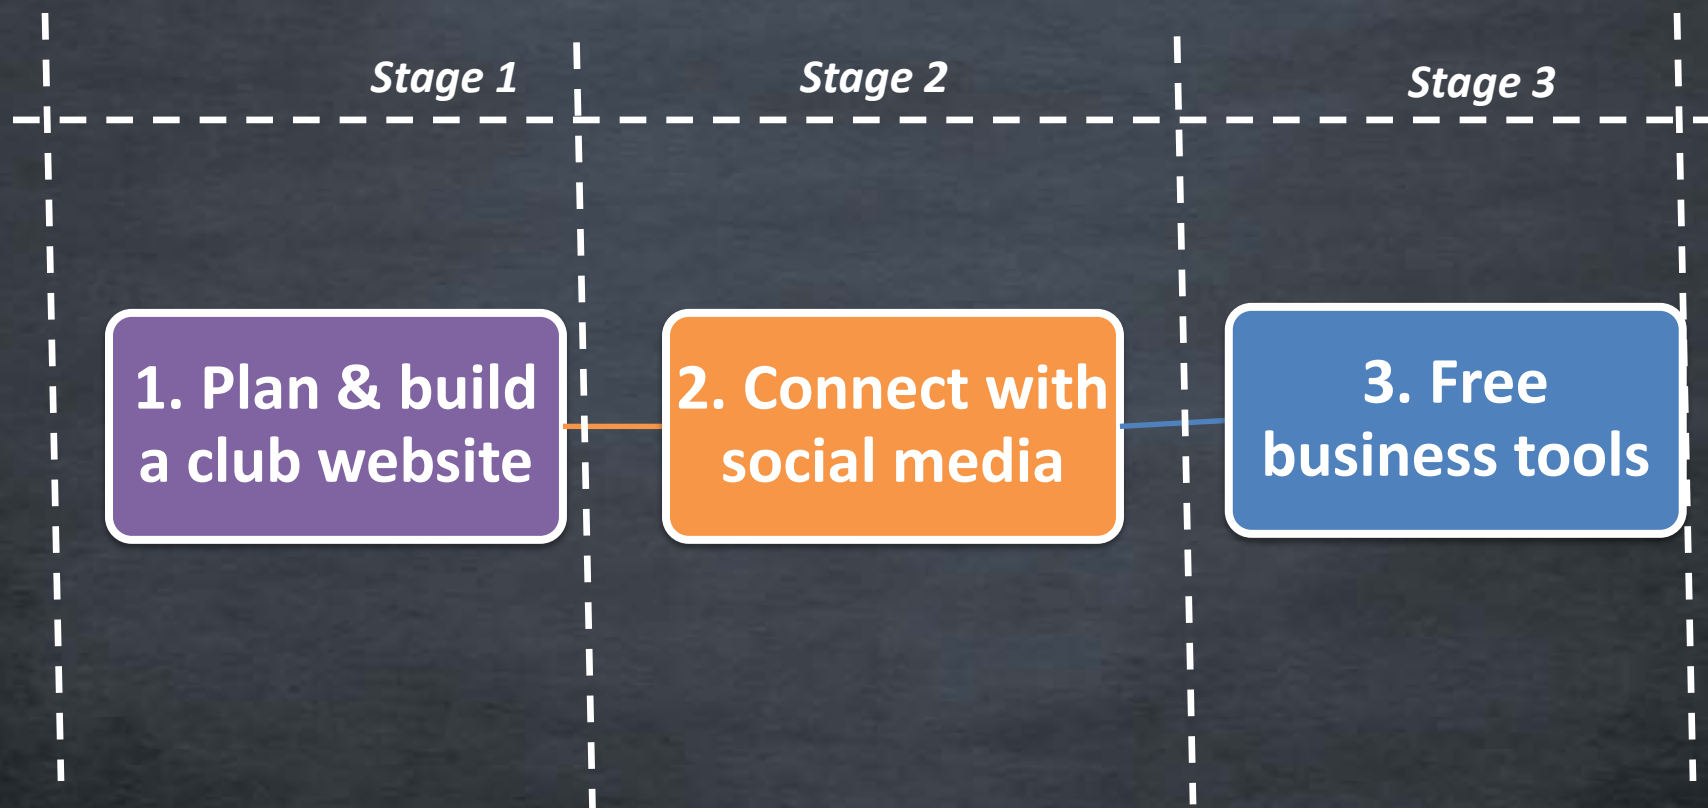 Stage 1
Stage 2
Stage 3
1. Plan & build
a club website
2. Connect with
social media
3. Free
business tools